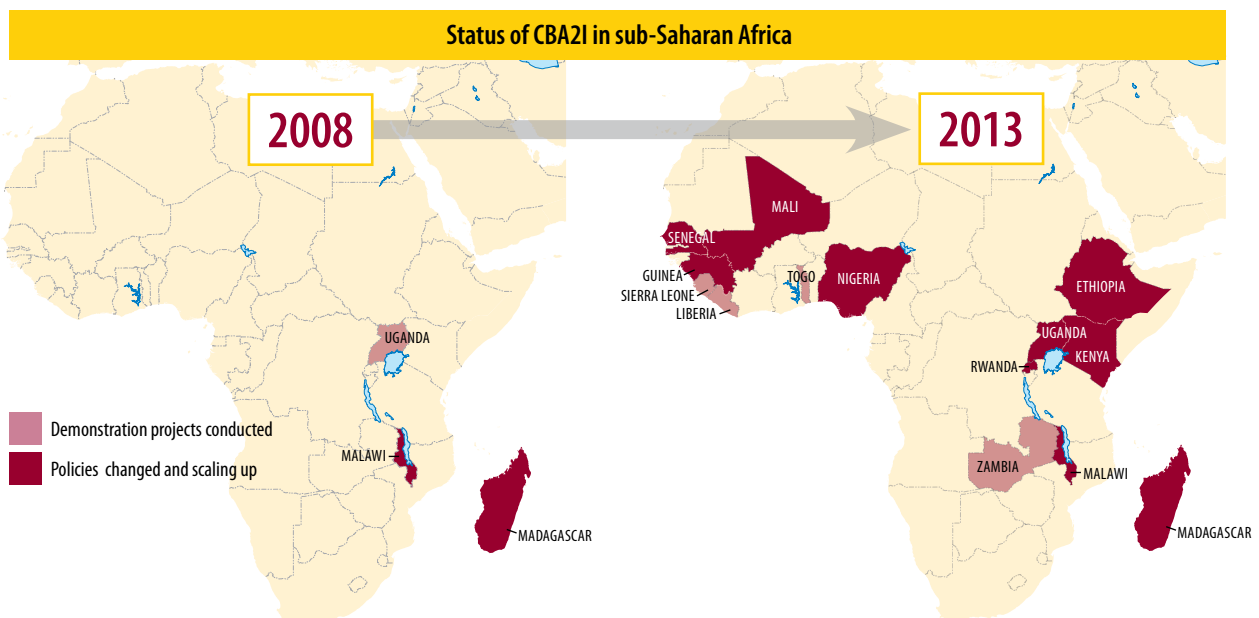 Status of CBA2I in sub-Saharan Africa
2008
2013
UGANDA
MALAWI
MADAGASCAR
Demonstration projects conducted
Policies changed and scaling up
MALI
SENEGAL
GUINEA
SIERRA LEONE
LIBERIA
TOGO
NIGERIA
ETHIOPIA
UGANDA
KENYA
RWANDA
ZAMBIA
MALAWI
MADAGASCAR